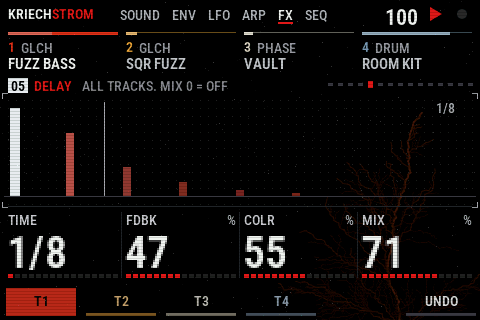 KRIECHSTROM SOUND ENV LFO ARP FX SEQ 100
1 GLCH 2 GLCH 3 PHASE 4 DRUM
FUZZ BASS SQR FUZZ VAULT ROOM KIT
05 DELAY ALL TRACKS. MIX 0 = OFF
1/8
TIME FDBK % COLR % MIX %
1/8 47 55 71
T1 T2 T3 T4 UNDO